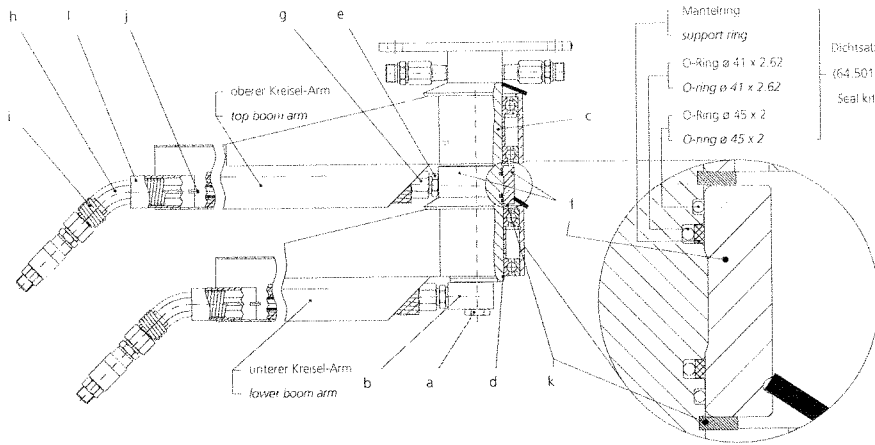 h l j g e
Mantelring
support ring
O-Ring ø 41 x 2.62
O-ring ø 41 x 2.62
O-Ring ø 45 x 2
O-ring ø 45 x 2
Dichtsat
(64.501
Seal kit
i
oberer Kreisel-Arm
top boom arm
c
f
unterer Kreisel-Arm
lower boom arm
b a d k